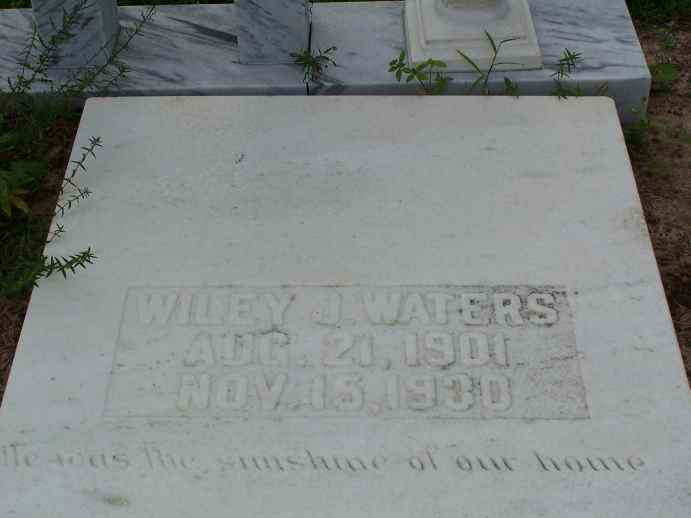 WILEY J. WATERS
AUG. 21, 1901
NOV. 15, 1930
He was the sunshine of our home